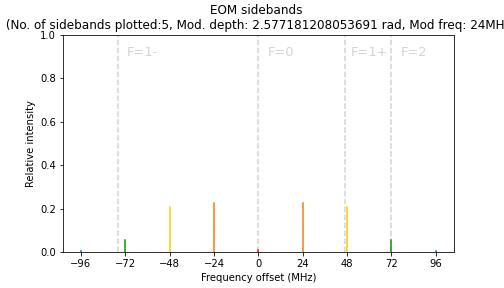 EOM sidebands
(No. of sidebands plotted:5, Mod. depth: 2.577181208053691 rad, Mod freq: 24MH
1.0
F=1-
F=0
F=1+
F=2
0.8
0.6
0.4
0.2
0.0
Relative intensity
−96
−72
−48
−24
0
24
48
72
96
Frequency offset (MHz)